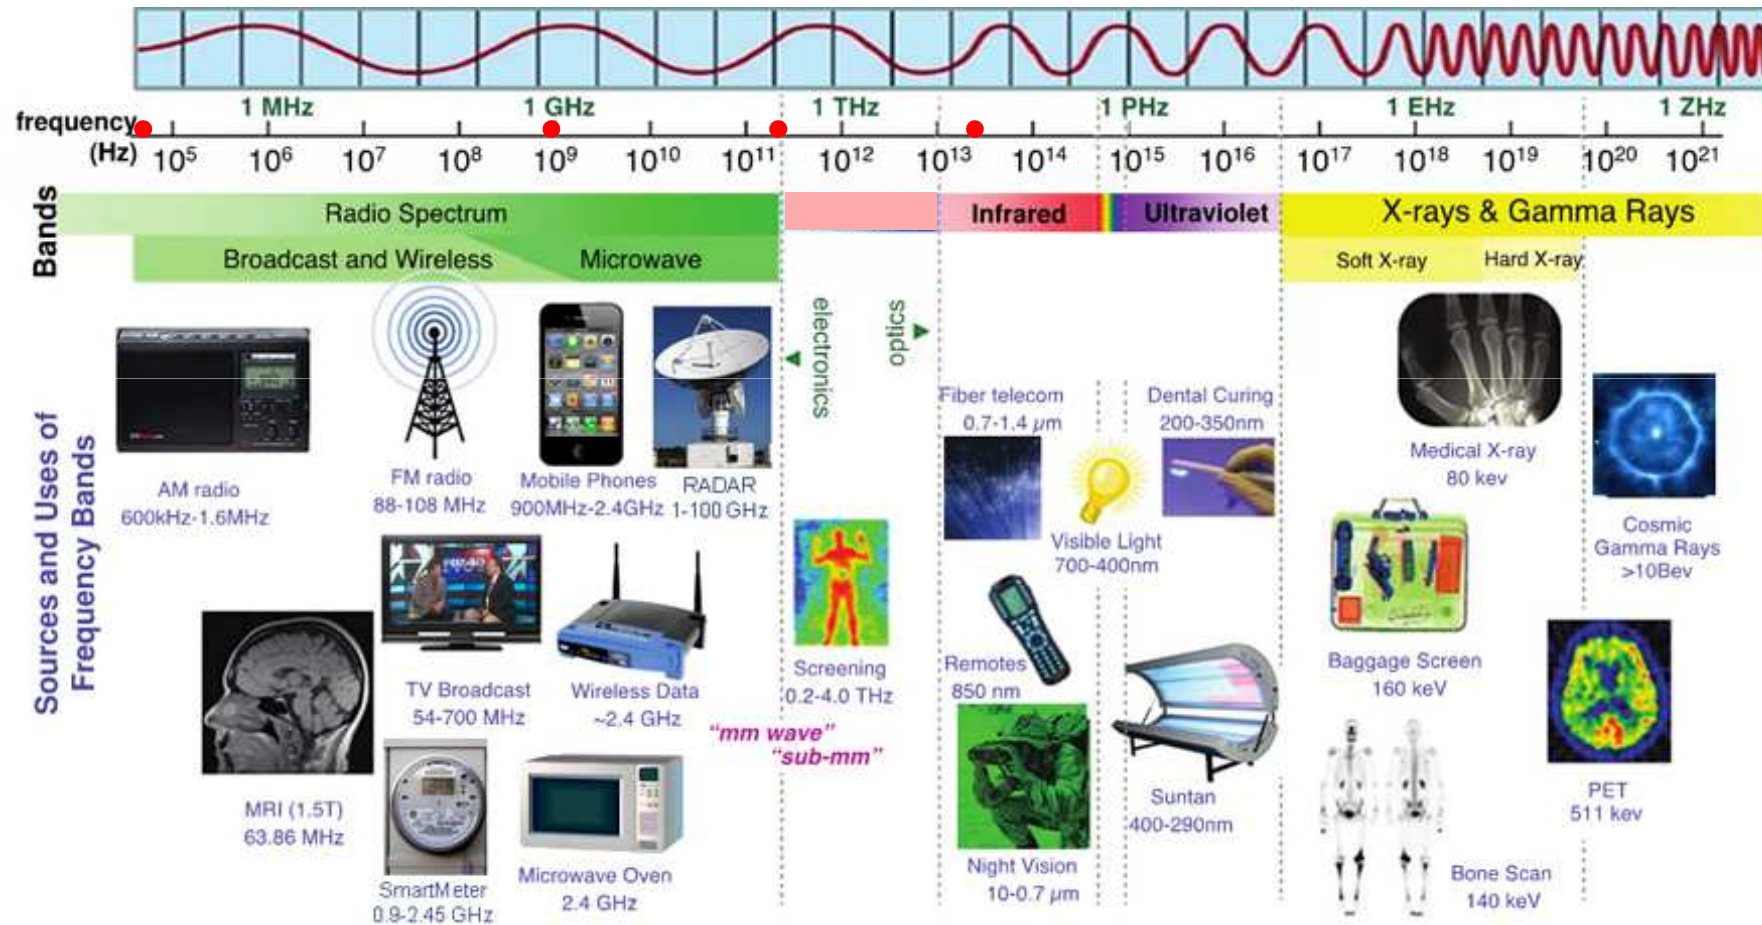 1 MHz 1 GHz 1 THz 1 PHz 1 EHz 1 ZHz
frequency
(Hz) 10⁵ 10⁶ 10⁷ 10⁸ 10⁹ 10¹⁰ 10¹¹ 10¹² 10¹³ 10¹⁴ 10¹⁵ 10¹⁶ 10¹⁷ 10¹⁸ 10¹⁹ 10²⁰ 10²¹
Bands
Radio Spectrum Infrared Ultraviolet X-rays & Gamma Rays
Broadcast and Wireless Microwave Soft X-ray Hard X-ray
electronics
optics
Sources and Uses of
Frequency Bands
AM radio
600kHz-1.6MHz
FM radio
88-108 MHz
Mobile Phones
900MHz-2.4GHz
RADAR
1-100 GHz
Fiber telecom
0.7-1.4 µm
Dental Curing
200-350nm
Visible Light
700-400nm
Medical X-ray
80 kev
Cosmic
Gamma Rays
>10Bev
TV Broadcast
54-700 MHz
Wireless Data
~2.4 GHz
Screening
0.2-4.0 THz
Remotes
850 nm
Baggage Screen
160 keV
“mm wave”
“sub-mm”
MRI (1.5T)
63.86 MHz
SmartMeter
0.9-2.45 GHz
Microwave Oven
2.4 GHz
Night Vision
10-0.7 µm
Suntan
400-290nm
PET
511 kev
Bone Scan
140 keV